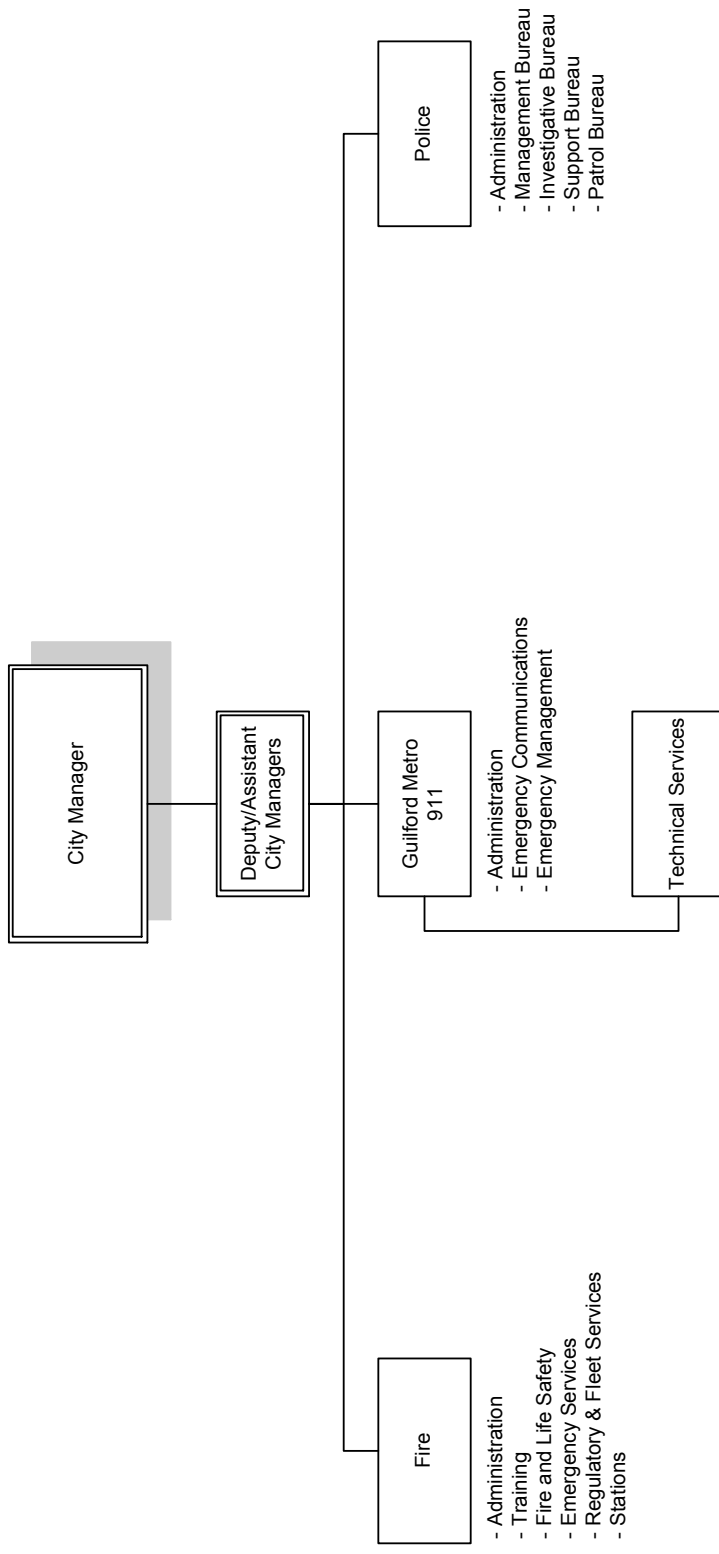 City Manager
Deputy/Assistant
City Managers
Fire
- Administration
- Training
- Fire and Life Safety
- Emergency Services
- Regulatory & Fleet Services
- Stations
Guilford Metro
911
- Administration
- Emergency Communications
- Emergency Management
Technical Services
Police
- Administration
- Management Bureau
- Investigative Bureau
- Support Bureau
- Patrol Bureau